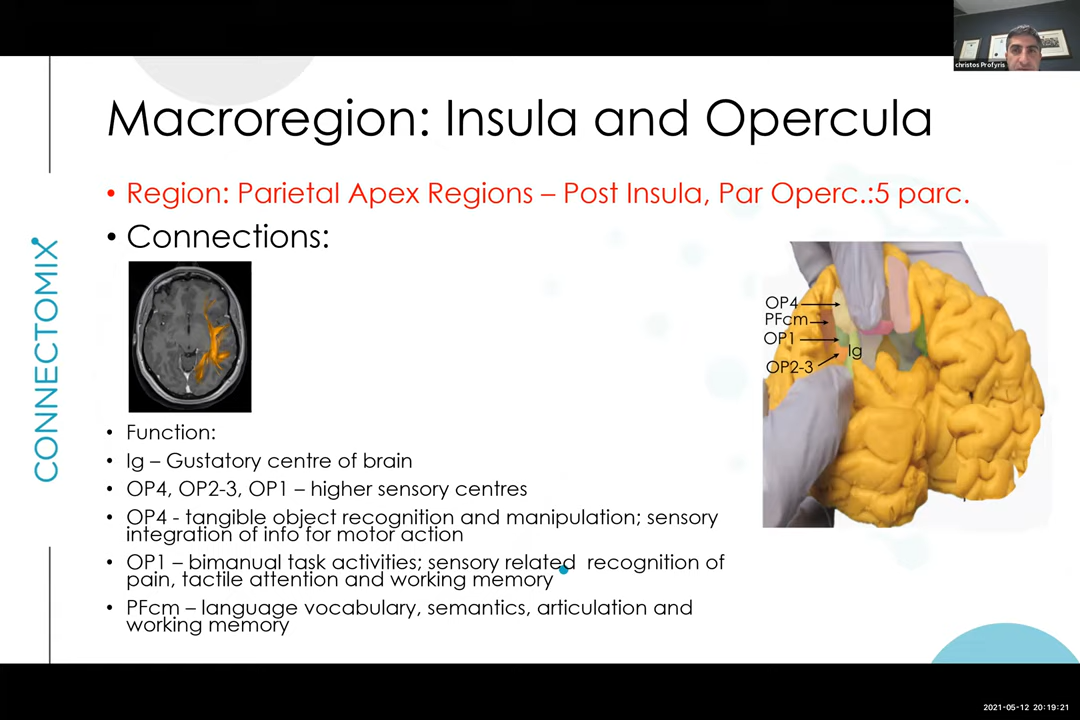 christos Profyris
Macroregion: Insula and Opercula
• Region: Parietal Apex Regions – Post Insula, Par Operc.:5 parc.
• Connections:
CONNECTOMIX
OP4
PFcm
OP1
Ig
OP2-3
• Function:
• Ig – Gustatory centre of brain
• OP4, OP2-3, OP1 – higher sensory centres
• OP4 - tangible object recognition and manipulation; sensory
integration of info for motor action
• OP1 – bimanual task activities; sensory related recognition of
pain, tactile attention and working memory
• PFcm – language vocabulary, semantics, articulation and
working memory
2021-05-12 20:19:21